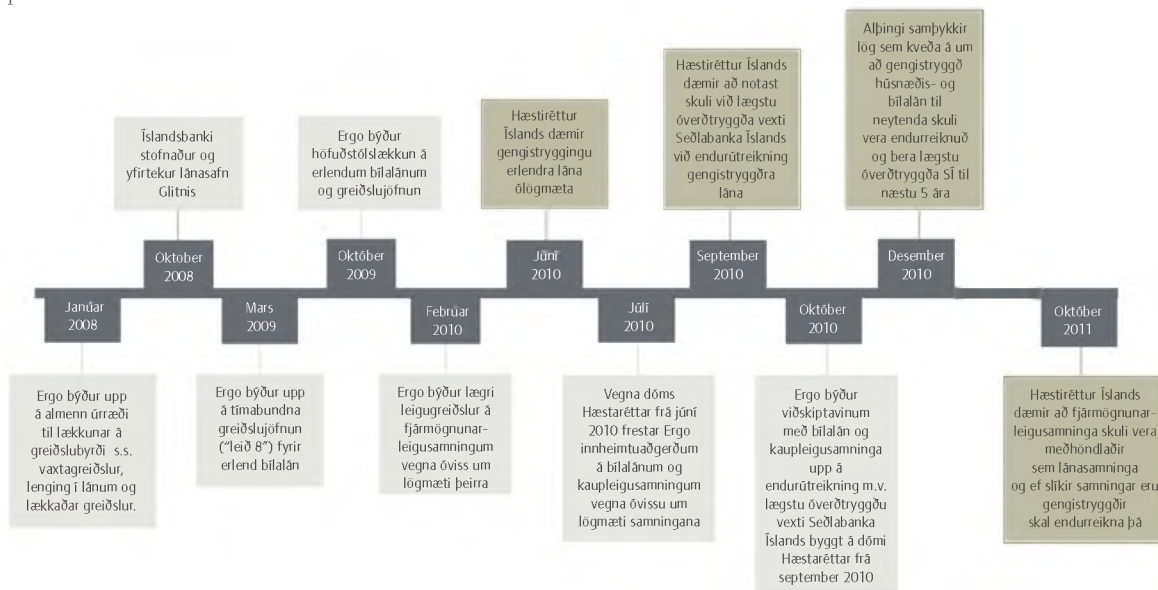 Janúar
2008
Ergo býður upp
á almenn úrræði
til lækkunar á
greiðslubyrði s.s.
vaxtagreiðslur,
lenging í lánum og
lækkaðar greiðslur.
Íslandsbanki
stofnaður og
yfirtekur lánasafn
Glitnis
Oktober
2008
Mars
2009
Ergo býður upp
á tímabundna
greiðslujöfnun
("leið 8") fyrir
erlend bílalán
Ergo býður
höfuðstólslækkun á
erlendum bílalánum
og greiðslujöfnun
Október
2009
Febrúar
2010
Ergo býður lægri
leigugreiðslur á
fjármögnunar-
leigusamningum
vegna óviss um
lögmæti þeirra
Hæstiréttur
Íslands dæmir
gengistryggingu
erlendra lána
ólögmæta
Júní
2010
Júlí
2010
Vegna dóms
Hæstaréttar frá júní
2010 frestar Ergo
innheimtuaðgerðum
á bílalánum og
kaupleigusamningum
vegna óvissu um
lögmæti samningana
Hæstiréttur Íslands
dæmir að notast
skuli við lægstu
óverðtryggða vexti
Seðlabanka Íslands
við endurútreikning
gengistryggðra
lána
September
2010
Október
2010
Ergo býður
viðskiptavinum
með bílalán og
kaupleigusamninga
upp á
endurútreikning m.v.
lægstu óverðtryggðu
vexti Seðlabanka
Íslands byggt á dómi
Hæstaréttar frá
september 2010
Alþingi samþykkir
lög sem kveða á um
að gengistryggð
húsnæðis- og
bílalán til
neytenda skuli
vera endurreiknuð
og bera lægstu
óverðtryggða SÍ til
næstu 5 ára
Desember
2010
Október
2011
Hæstiréttur Íslands
dæmir að fjármögnunar-
leigusamninga skuli vera
meðhöndlaðir
sem lánasamninga
og ef slíkir samningar eru
gengistryggðir
skal endurreikna þá